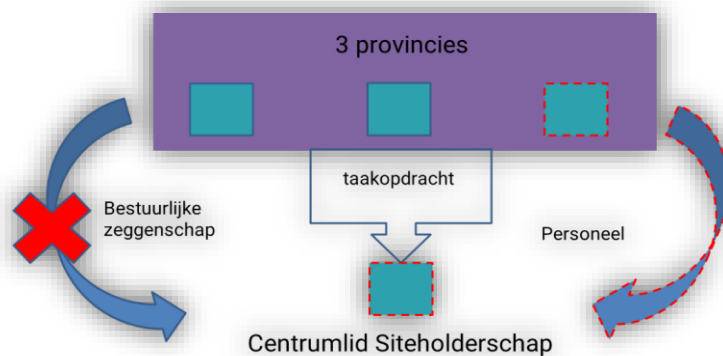 3 provincies
taakopdracht
Bestuurlijke
zeggenschap
Personeel
Centrumlid Siteholderschap